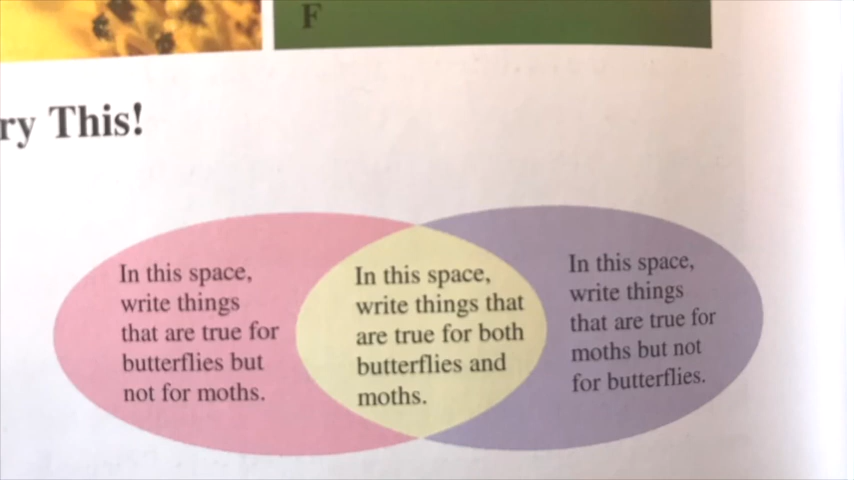 F
ry This!
In this space,
write things
that are true for
butterflies but
not for moths.
In this space,
write things that
are true for both
butterflies and
moths.
In this space,
write things
that are true for
moths but not
for butterflies.